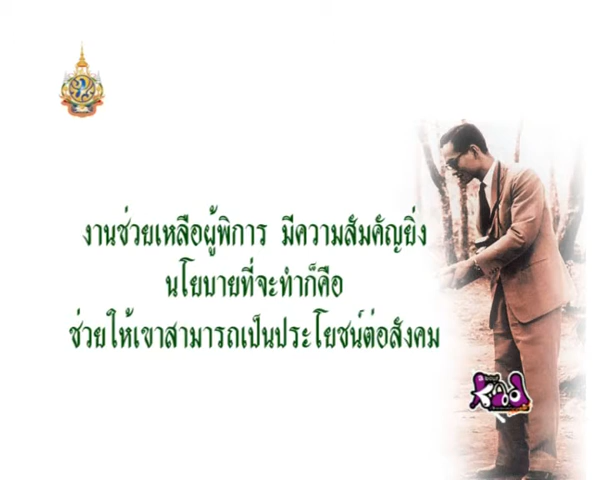 งานช่วยเหลือผู้พิการ มีความสัมคัญยิ่ง
นโยบายที่จะทำก็คือ
ช่วยให้เขาสามารถเป็นประโยชน์ต่อสังคม